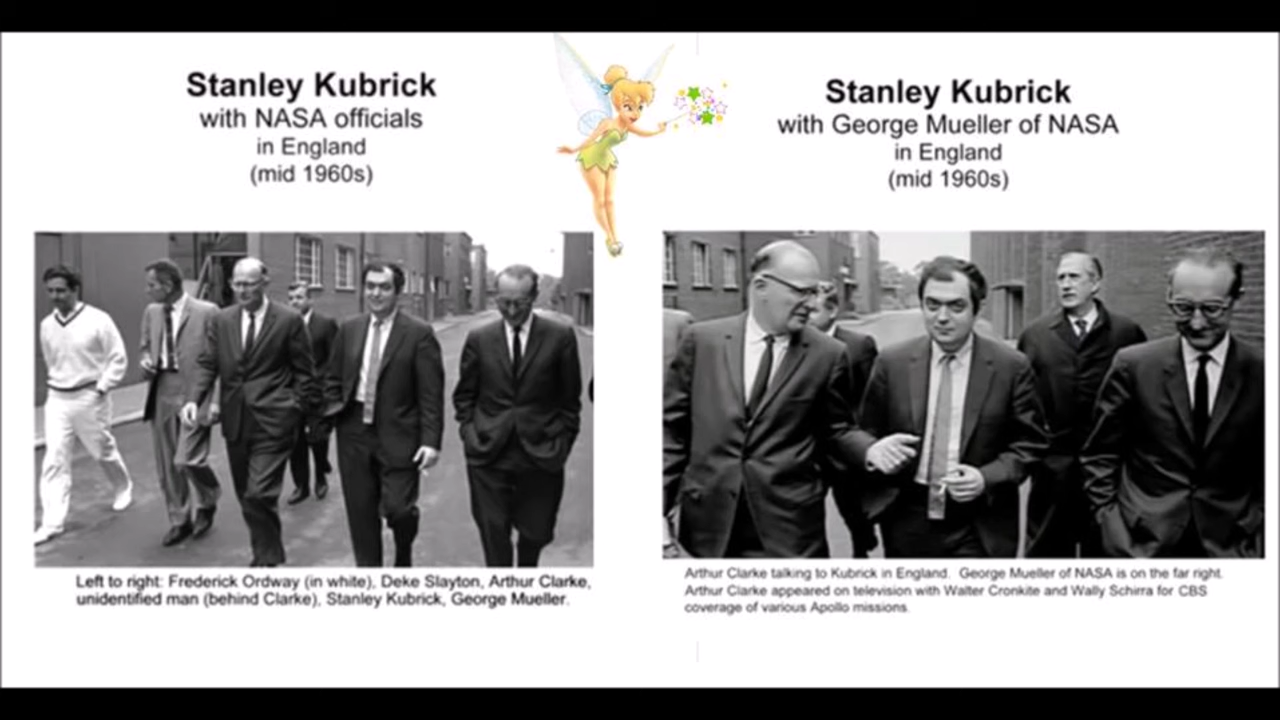 Stanley Kubrick
with NASA officials
in England
(mid 1960s)
Left to right: Frederick Ordway (in white), Deke Slayton, Arthur Clarke,
unidentified man (behind Clarke), Stanley Kubrick, George Mueller.
Stanley Kubrick
with George Mueller of NASA
in England
(mid 1960s)
Arthur Clarke talking to Kubrick in England. George Mueller of NASA is on the far right.
Arthur Clarke appeared on television with Walter Cronkite and Wally Schirra for CBS
coverage of various Apollo missions.